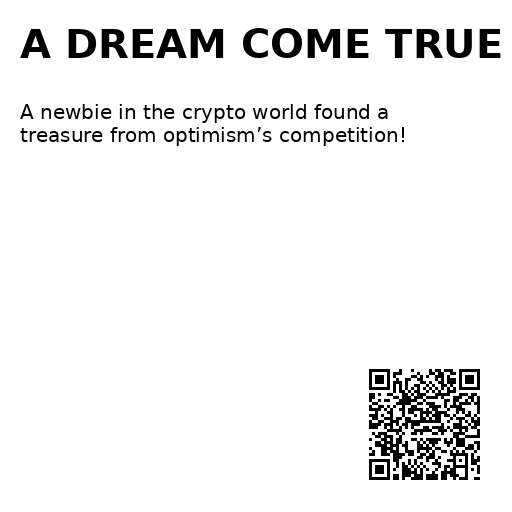 A DREAM COME TRUE
A newbie in the crypto world found a
treasure from optimism’s competition!